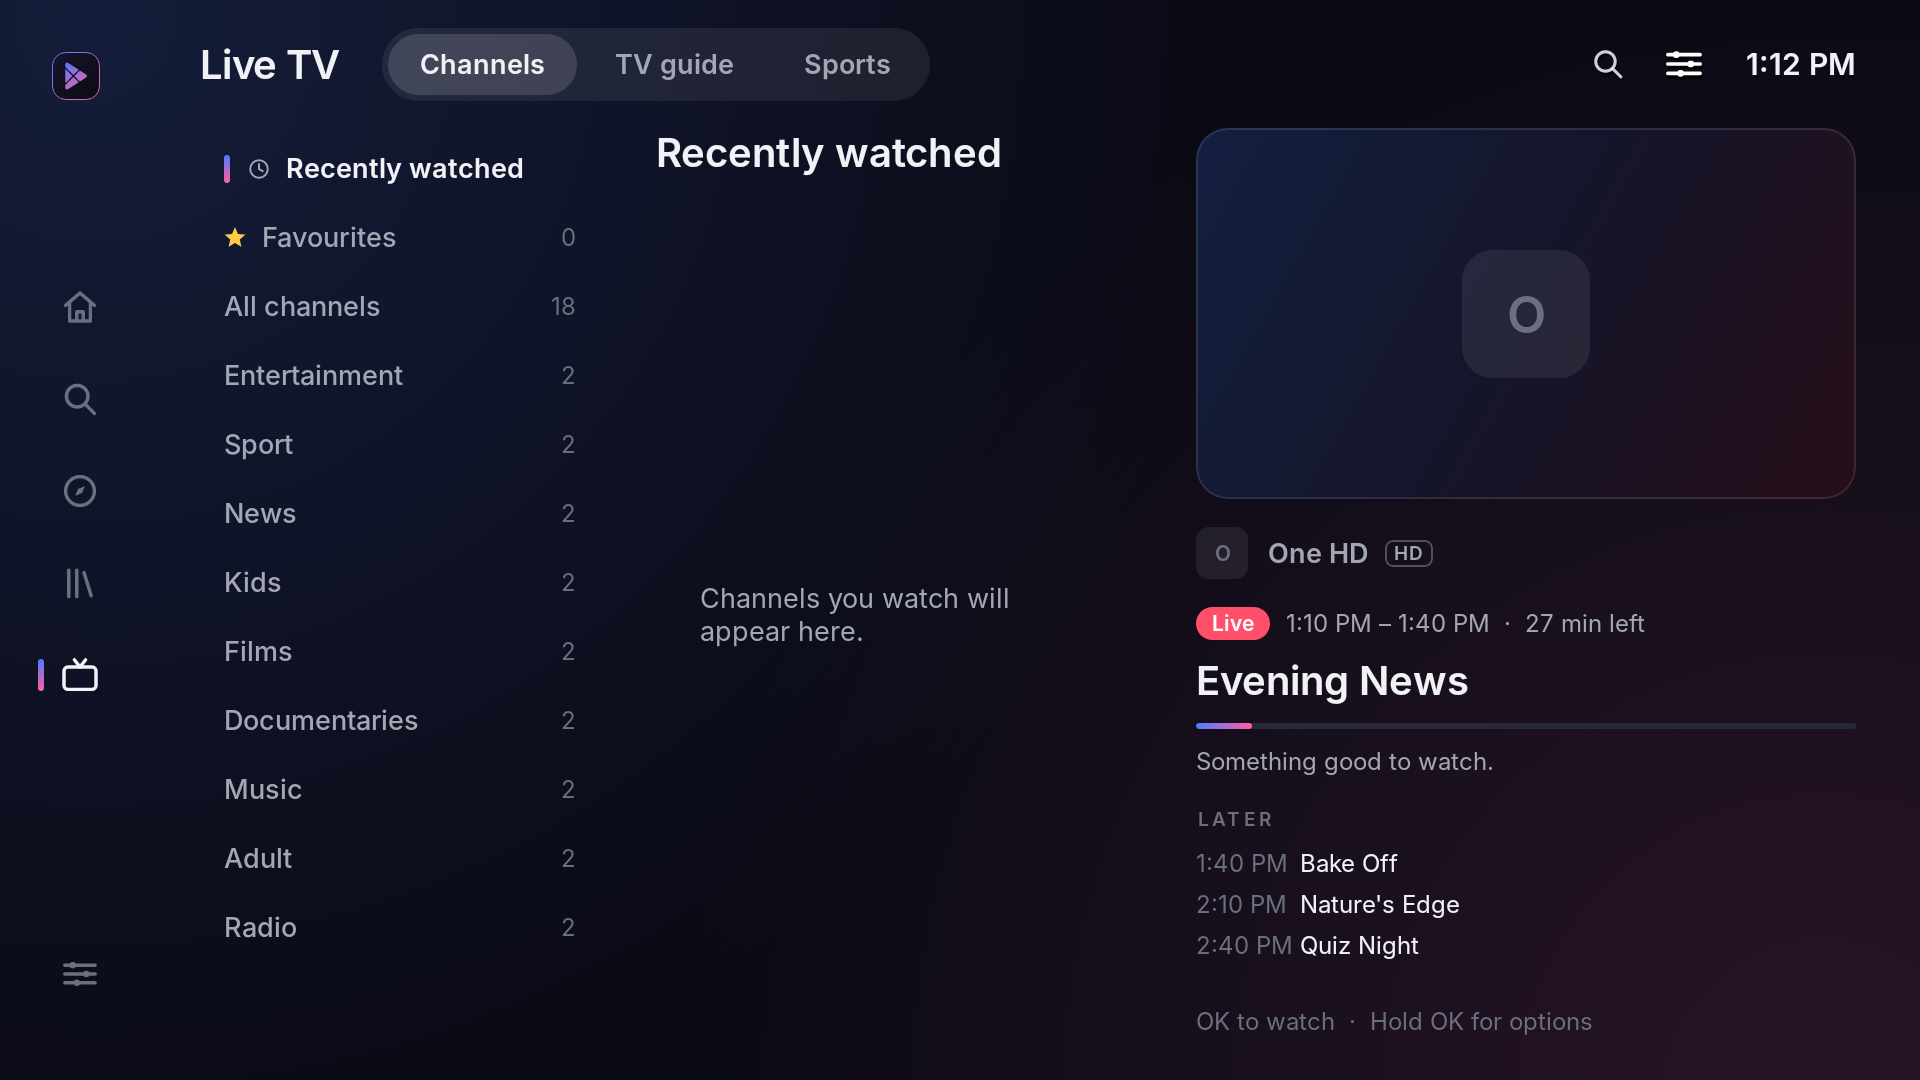 Live TV
Channels
TV guide
Sports
1:12 PM
Recently watched
Favourites 0
All channels 18
Entertainment 2
Sport 2
News 2
Kids 2
Films 2
Documentaries 2
Music 2
Adult 2
Radio 2
Recently watched
Channels you watch will
appear here.
O
O One HD HD
Live 1:10 PM – 1:40 PM · 27 min left
Evening News
Something good to watch.
LATER
1:40 PM Bake Off
2:10 PM Nature's Edge
2:40 PM Quiz Night
OK to watch · Hold OK for options